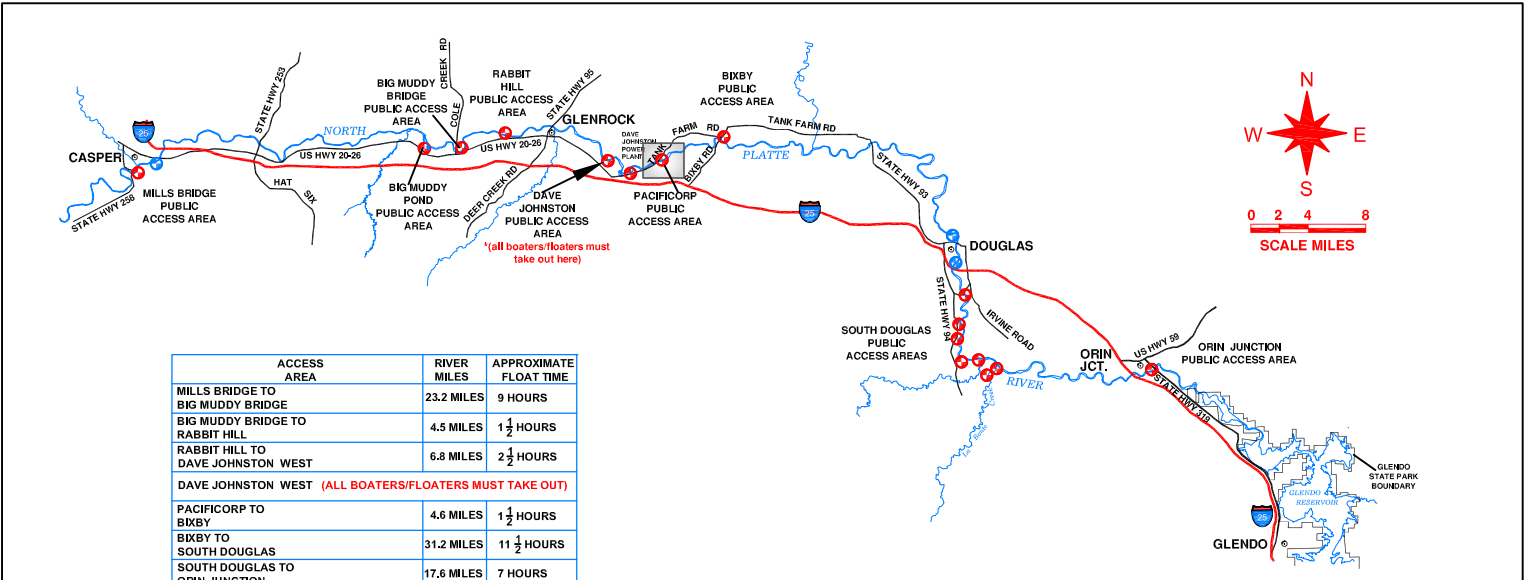 STATE HWY 253
BIG MUDDY
BRIDGE
PUBLIC ACCESS
AREA
COLE
CREEK RD
RABBIT
HILL
PUBLIC ACCESS
AREA
STATE HWY 95
BIXBY
PUBLIC
ACCESS AREA
N
W
E
S
0 2 4 8
SCALE MILES
25
CASPER
NORTH
US HWY 20-26
US HWY 20-26
GLENROCK
DAVE
JOHNSTON
POWER
PLANT
TANK
FARM RD
TANK FARM RD
BIXBY RD
PLATTE
STATE HWY 93
STATE HWY 258
MILLS BRIDGE
PUBLIC
ACCESS AREA
HAT
SIX
BIG MUDDY
POND
PUBLIC ACCESS
AREA
DEER CREEK RD
DAVE
JOHNSTON
PUBLIC ACCESS
AREA
*(all boaters/floaters must
take out here)
PACIFICORP
PUBLIC
ACCESS AREA
25
DOUGLAS
STATE HWY 94
IRVINE ROAD
SOUTH DOUGLAS
PUBLIC
ACCESS AREAS
RIVER
ORIN
JCT.
US HWY 59
ORIN JUNCTION
PUBLIC ACCESS AREA
STATE HWY 319
GLENDO
STATE PARK
BOUNDARY
GLENDO
RESERVOIR
25
GLENDO
ACCESS
AREA
RIVER
MILES
APPROXIMATE
FLOAT TIME
MILLS BRIDGE TO
BIG MUDDY BRIDGE
23.2 MILES
9 HOURS
BIG MUDDY BRIDGE TO
RABBIT HILL
4.5 MILES
1 1/2 HOURS
RABBIT HILL TO
DAVE JOHNSTON WEST
6.8 MILES
2 1/2 HOURS
DAVE JOHNSTON WEST (ALL BOATERS/FLOATERS MUST TAKE OUT)
PACIFICORP TO
BIXBY
4.6 MILES
1 1/2 HOURS
BIXBY TO
SOUTH DOUGLAS
31.2 MILES
11 1/2 HOURS
SOUTH DOUGLAS TO
ORIN JUNCTION
17.6 MILES
7 HOURS